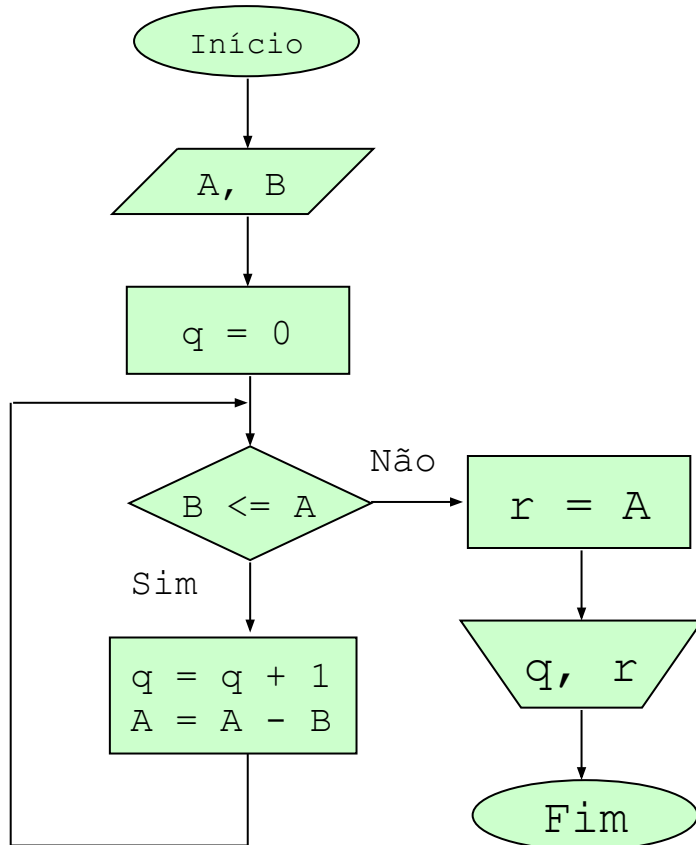 Início
A, B
q = 0
B <= A
Não
r = A
Sim
q = q + 1
A = A - B
q, r
Fim